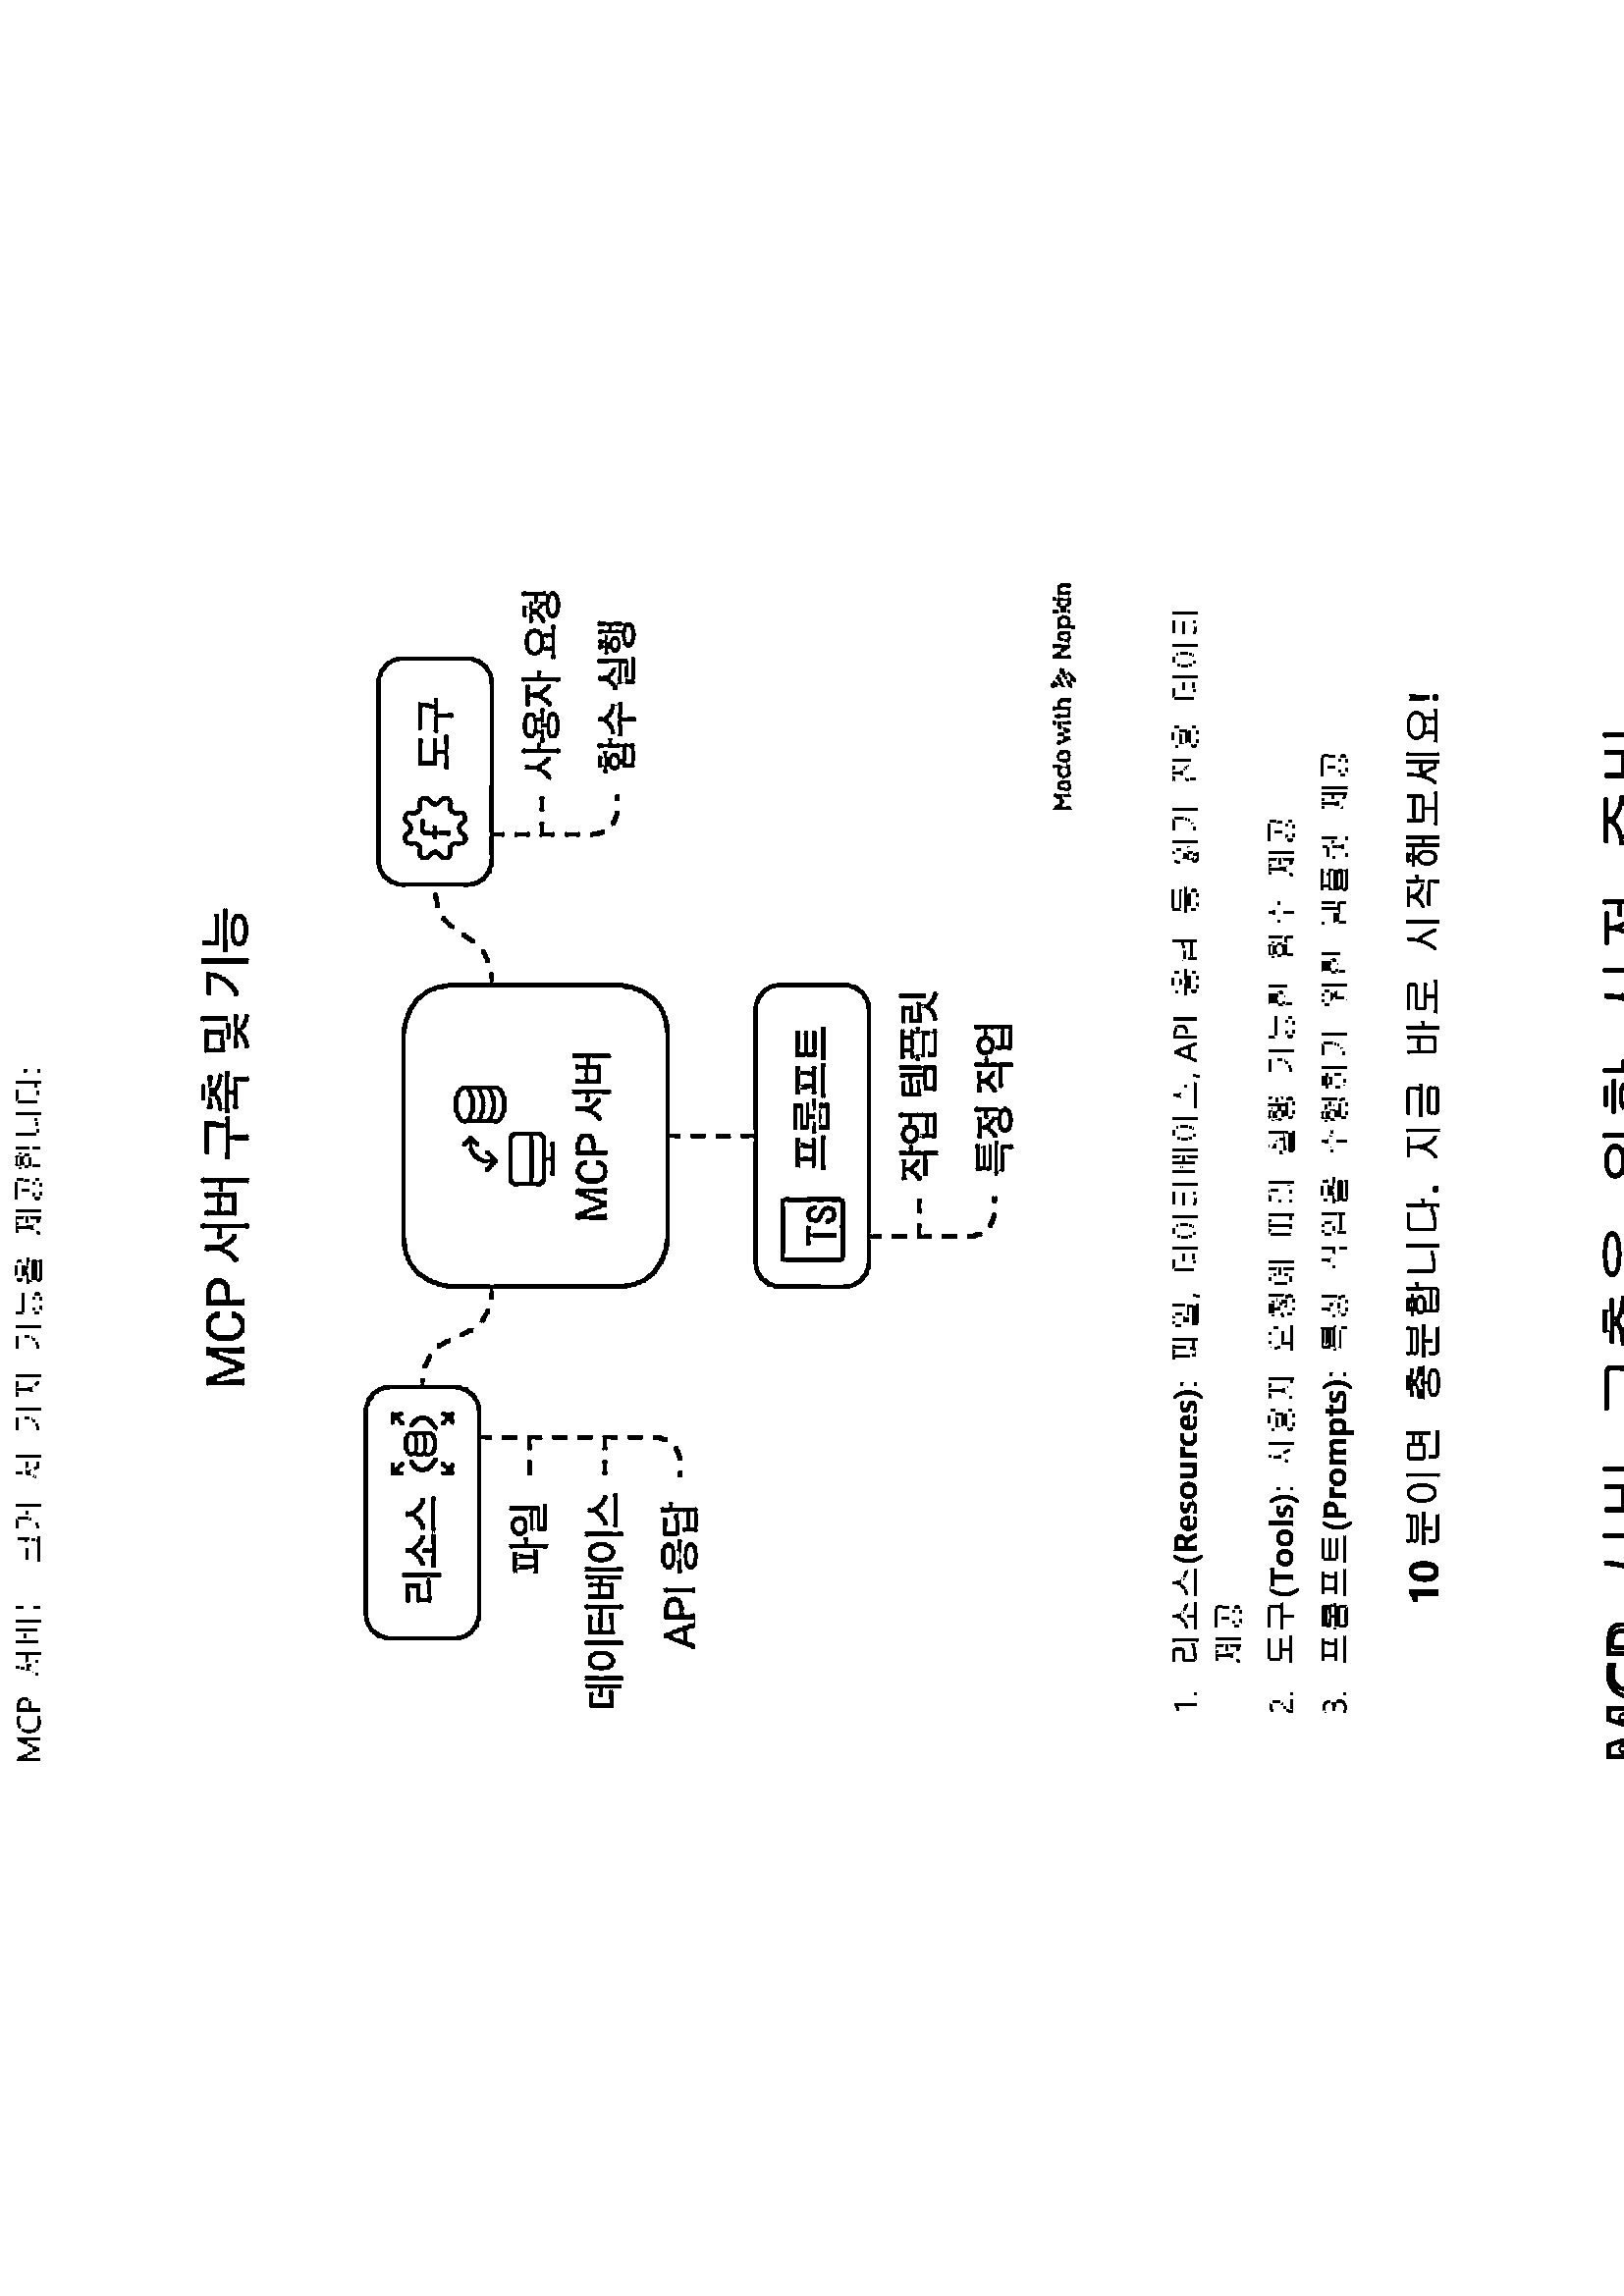 MCP 서버는 크게 세 가지 기능을 제공합니다:
MCP 서버 구축 및 기능
리소스
도구
파일
데이터베이스
API 응답
MCP 서버
사용자 요청
함수 실행
프롬프트
TS
작업 템플릿
특정 작업
Made with Napkin
1. 리소스(Resources): 파일, 데이터베이스, API 응답 등 읽기 전용 데이터
제공
2. 도구(Tools): 사용자 요청에 따라 실행 가능한 함수 제공
3. 프롬프트(Prompts): 특정 작업을 수행하기 위한 템플릿 제공
10 분이면 충분합니다. 지금 바로 시작해보세요!
MCP 서버 구축을 위한 사전 준비